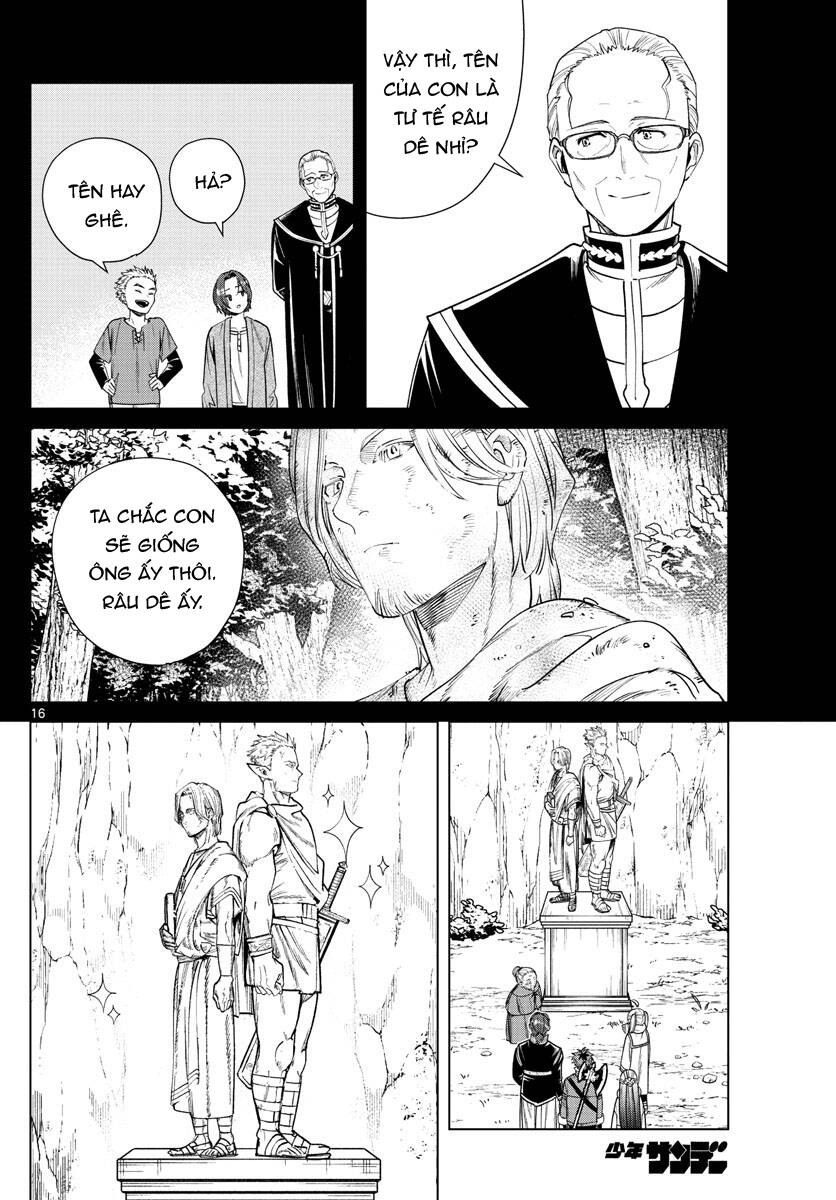 VẬY THÌ, TÊN
CỦA CON LÀ
TƯ TẾ RÂU
DÊ NHỈ?
HẢ?
TÊN HAY
GHÊ.
TA CHẮC CON
SẼ GIỐNG
ÔNG ẤY THÔI.
RÂU DÊ ẤY.
16
少年サンデー